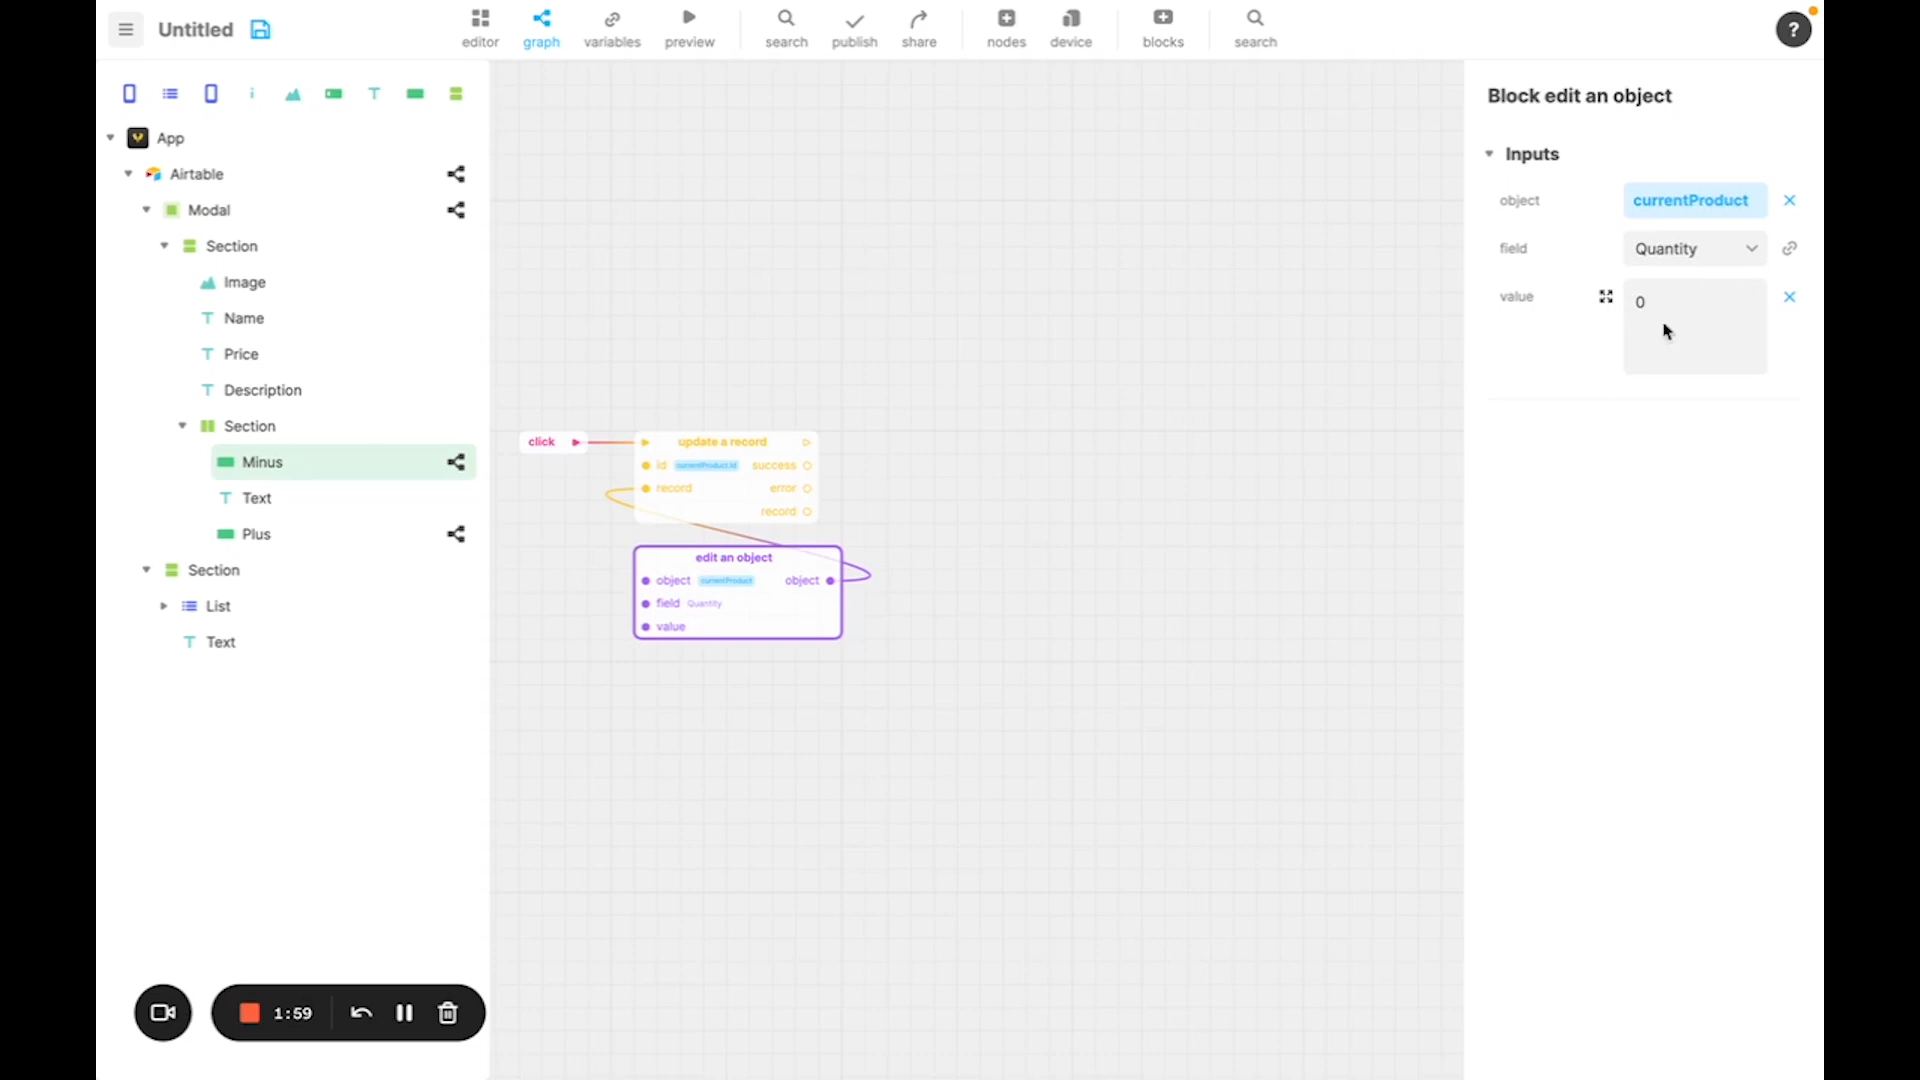 Untitled
editor
graph
variables
preview
search
publish
share
nodes
device
blocks
search
?
App
Airtable
Modal
Section
Image
Name
Price
Description
Section
Minus
Text
Plus
Section
List
Text
click
update a record
id currentProduct.id success
record error
record
edit an object
object currentProduct object
field Quantity
value
Block edit an object
Inputs
object currentProduct
field Quantity
value 0
1:59